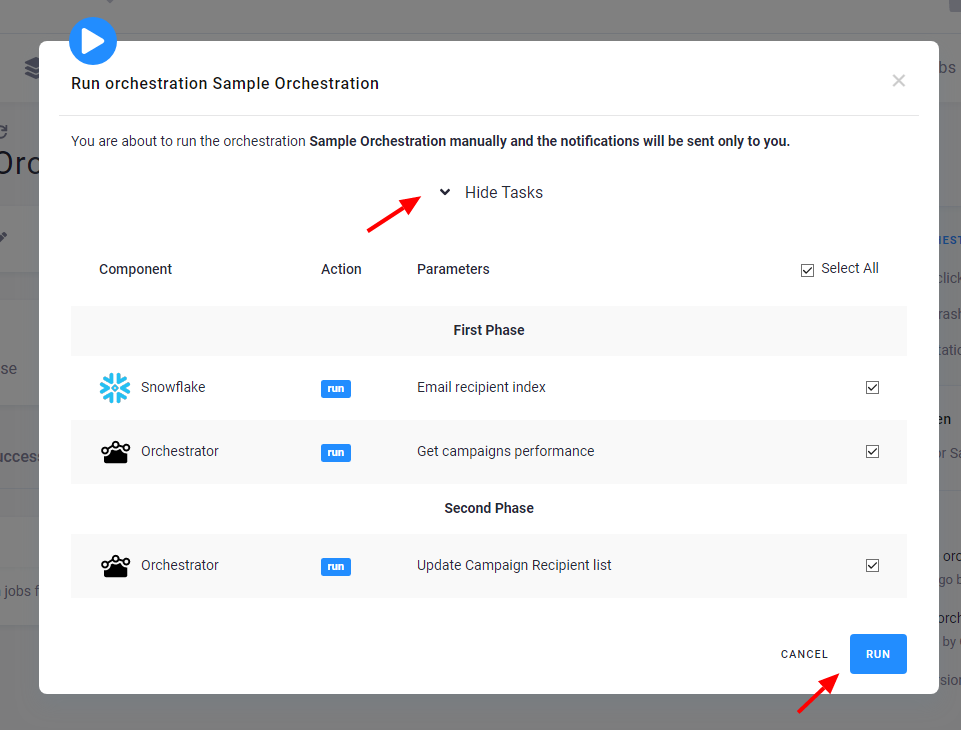 Run orchestration Sample Orchestration
You are about to run the orchestration Sample Orchestration manually and the notifications will be sent only to you.
Hide Tasks
Component Action Parameters Select All
First Phase
Snowflake run Email recipient index
Orchestrator run Get campaigns performance
Second Phase
Orchestrator run Update Campaign Recipient list
CANCEL RUN